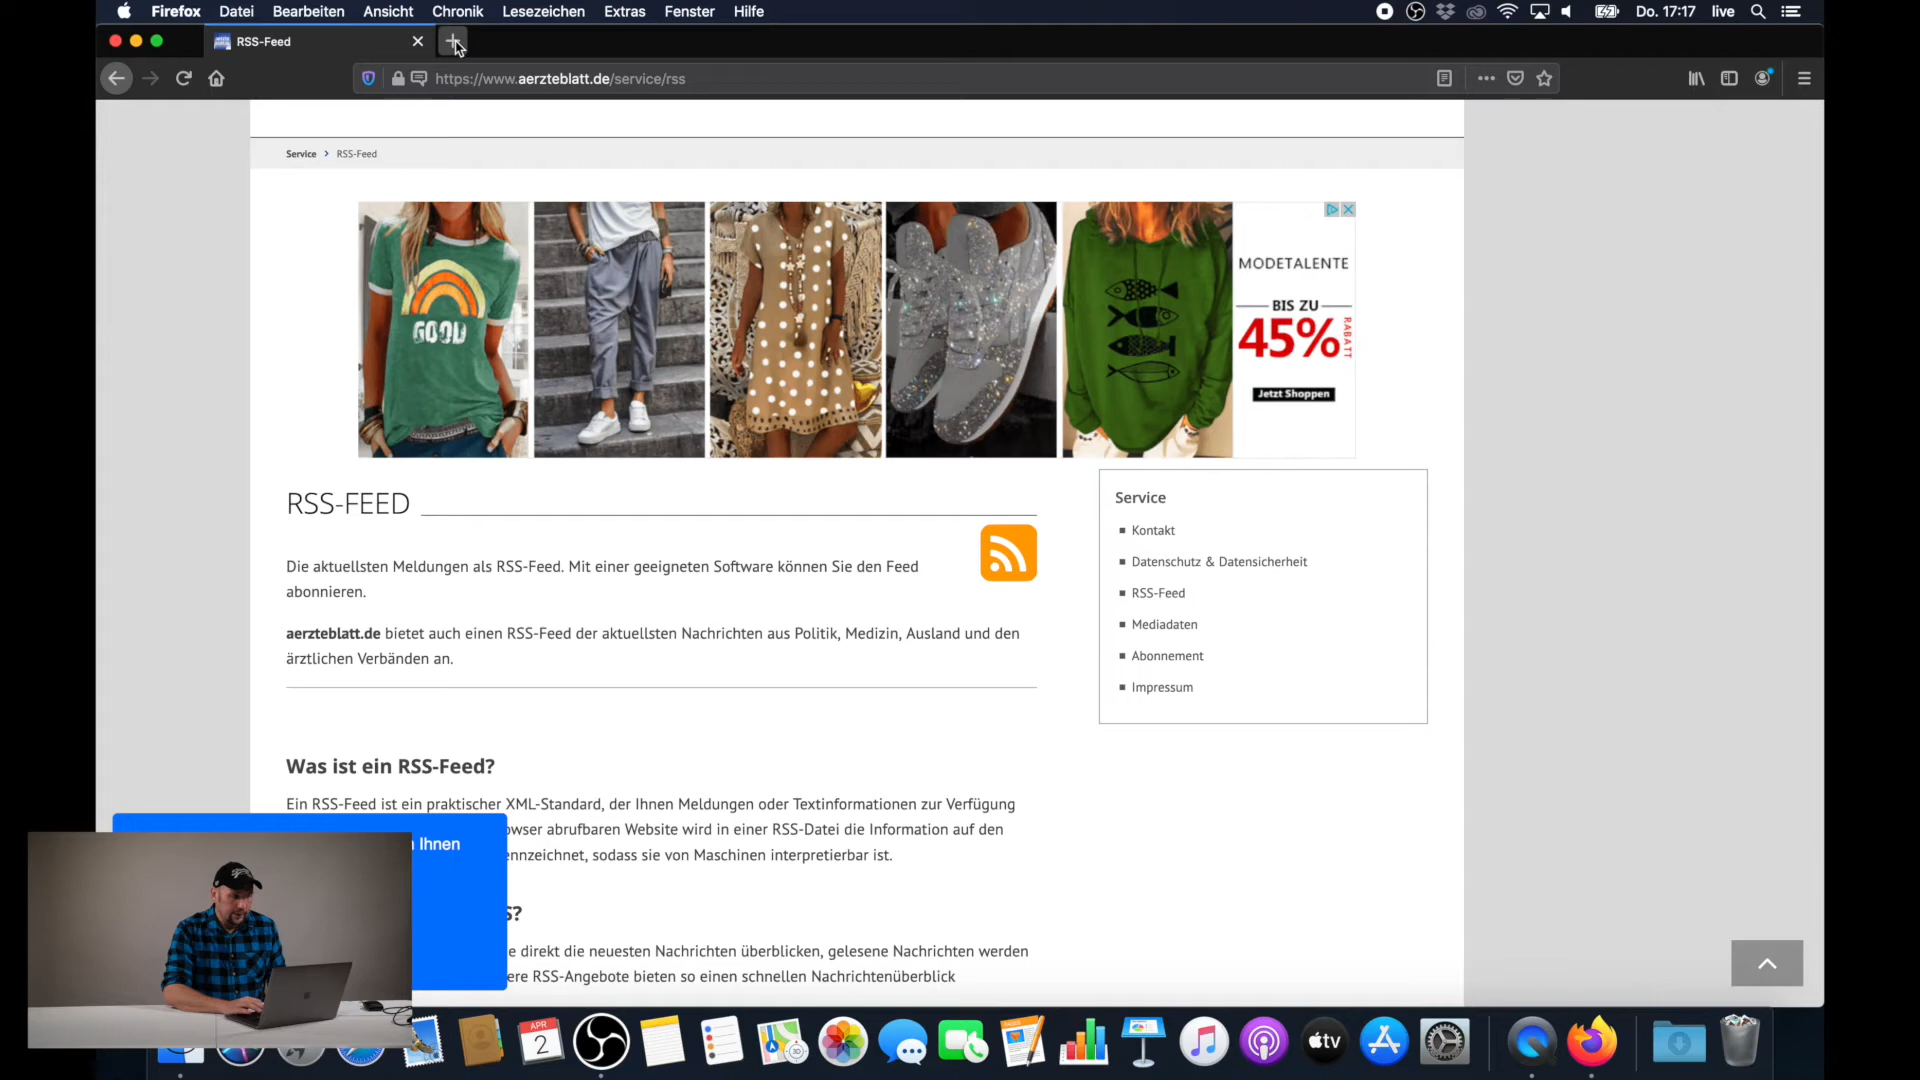 Firefox Datei Bearbeiten Ansicht Chronik Lesezeichen Extras Fenster Hilfe Do. 17:17 live
RSS-Feed
https://www.aerzteblatt.de/service/rss
Service > RSS-Feed
GOOD
MODETALENTE
BIS ZU
45%
RABATT
Jetzt Shoppen
RSS-FEED
Die aktuellsten Meldungen als RSS-Feed. Mit einer geeigneten Software können Sie den Feed
abonnieren.
aerzteblatt.de bietet auch einen RSS-Feed der aktuellsten Nachrichten aus Politik, Medizin, Ausland und den
ärztlichen Verbänden an.
Service
Kontakt
Datenschutz & Datensicherheit
RSS-Feed
Mediadaten
Abonnement
Impressum
Was ist ein RSS-Feed?
Ein RSS-Feed ist ein praktischer XML-Standard, der Ihnen Meldungen oder Textinformationen zur Verfügung
owser abrufbaren Website wird in einer RSS-Datei die Information auf den
ennzeichnet, sodass sie von Maschinen interpretierbar ist.
Ihnen
S?
e direkt die neuesten Nachrichten überblicken, gelesene Nachrichten werden
ere RSS-Angebote bieten so einen schnellen Nachrichtenüberblick
APR
2
tv